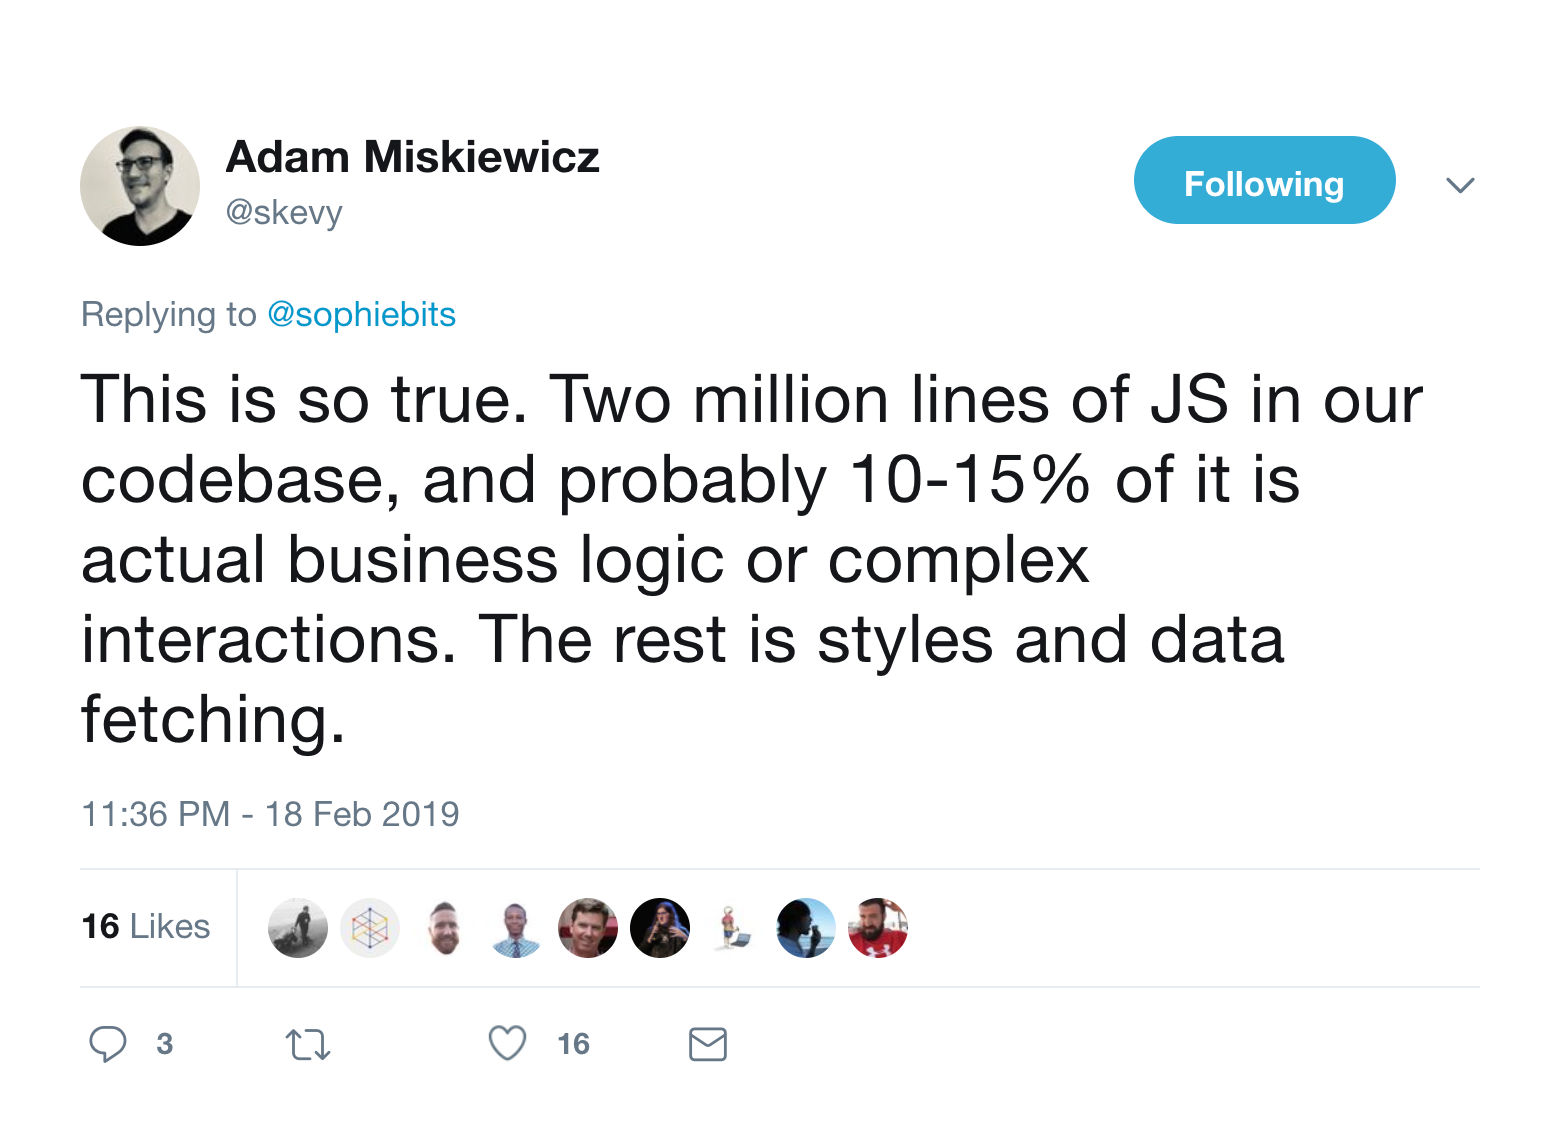 Adam Miskiewicz
@skevy
Following
Replying to @sophiebits
This is so true. Two million lines of JS in our
codebase, and probably 10-15% of it is
actual business logic or complex
interactions. The rest is styles and data
fetching.
11:36 PM - 18 Feb 2019
16 Likes
3
16